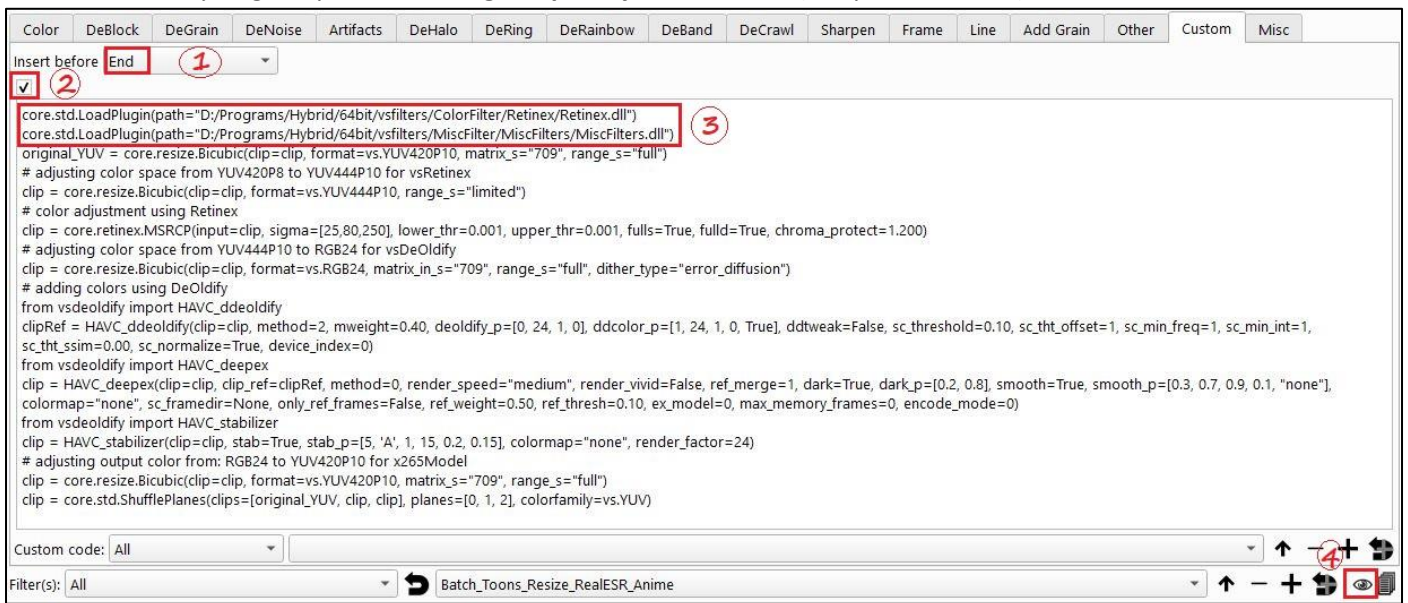 Color DeBlock DeGrain DeNoise Artifacts DeHalo DeRing DeRainbow DeBand DeCrawl Sharpen Frame Line Add Grain Other Custom Misc
Insert before End 1
2
core.std.LoadPlugin(path="D:/Programs/Hybrid/64bit/vsfilters/ColorFilter/Retinex/Retinex.dll")
core.std.LoadPlugin(path="D:/Programs/Hybrid/64bit/vsfilters/MiscFilter/MiscFilters/MiscFilters.dll")
3
original_YUV = core.resize.Bicubic(clip=clip, format=vs.YUV420P10, matrix_s="709", range_s="full")
# adjusting color space from YUV420P8 to YUV444P10 for vsRetinex
clip = core.resize.Bicubic(clip=clip, format=vs.YUV444P10, range_s="limited")
# color adjustment using Retinex
clip = core.retinex.MSRCP(input=clip, sigma=[25,80,250], lower_thr=0.001, upper_thr=0.001, fulls=True, fulld=True, chroma_protect=1.200)
# adjusting color space from YUV444P10 to RGB24 for vsDeOldify
clip = core.resize.Bicubic(clip=clip, format=vs.RGB24, matrix_in_s="709", range_s="full", dither_type="error_diffusion")
# adding colors using DeOldify
from vsdeoldify import HAVC_ddeoldify
clipRef = HAVC_ddeoldify(clip=clip, method=2, mweight=0.40, deoldify_p=[0, 24, 1, 0], ddcolor_p=[1, 24, 1, 0, True], ddtweak=False, sc_threshold=0.10, sc_tht_offset=1, sc_min_freq=1, sc_min_int=1,
sc_tht_ssim=0.00, sc_normalize=True, device_index=0)
from vsdeoldify import HAVC_deepex
clip = HAVC_deepex(clip=clip, clip_ref=clipRef, method=0, render_speed="medium", render_vivid=False, ref_merge=1, dark=True, dark_p=[0.2, 0.8], smooth=True, smooth_p=[0.3, 0.7, 0.9, 0.1, "none"],
colormap="none", sc_framedir=None, only_ref_frames=False, ref_weight=0.50, ref_thresh=0.10, ex_model=0, max_memory_frames=0, encode_mode=0)
from vsdeoldify import HAVC_stabilizer
clip = HAVC_stabilizer(clip=clip, stab=True, stab_p=[5, 'A', 1, 15, 0.2, 0.15], colormap="none", render_factor=24)
# adjusting output color from: RGB24 to YUV420P10 for x265Model
clip = core.resize.Bicubic(clip=clip, format=vs.YUV420P10, matrix_s="709", range_s="full")
clip = core.std.ShufflePlanes(clips=[original_YUV, clip, clip], planes=[0, 1, 2], colorfamily=vs.YUV)
Custom code: All
4
Filter(s): All Batch_Toons_Resize_RealESR_Anime